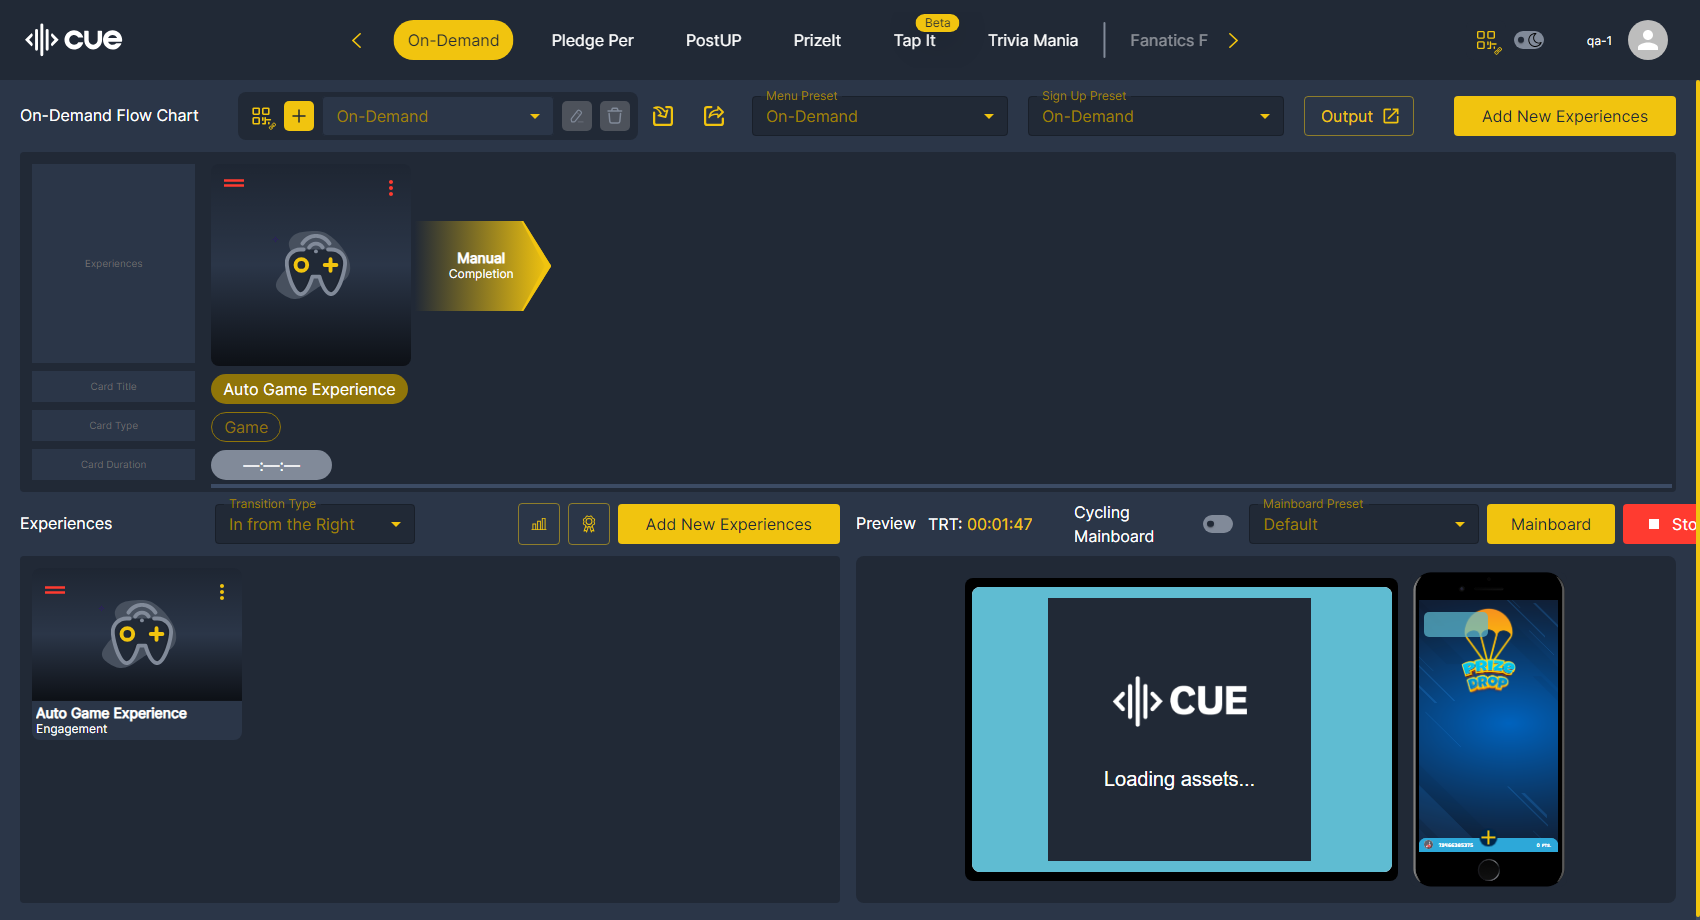 cue
On-Demand
Pledge Per
PostUP
PrizeIt
Beta
Tap It
Trivia Mania
Fanatics F
qa-1
On-Demand Flow Chart
On-Demand
Menu Preset
On-Demand
Sign Up Preset
On-Demand
Output
Add New Experiences
Experiences
Manual
Completion
Card Title
Auto Game Experience
Card Type
Game
Card Duration
—:—:—
Experiences
Transition Type
In from the Right
Add New Experiences
Preview
TRT: 00:01:47
Cycling
Mainboard
Mainboard Preset
Default
Mainboard
Sto
Auto Game Experience
Engagement
CUE
Loading assets...
PRIZE
DROP
0 PTS.